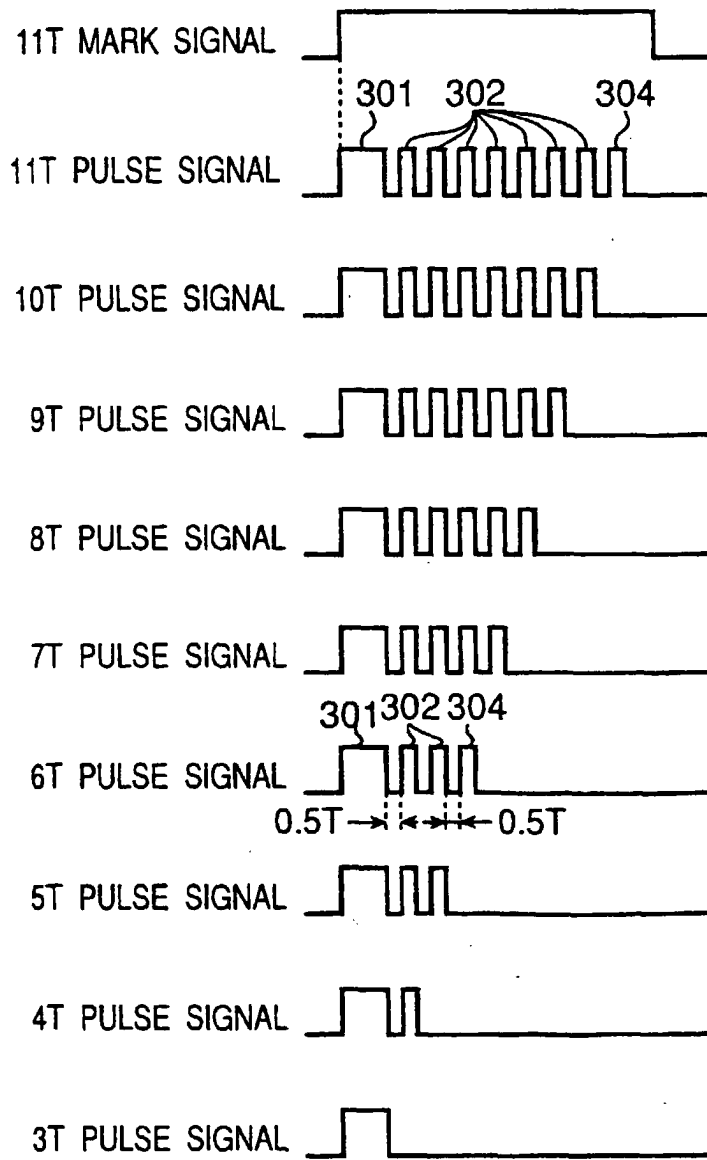 11T MARK SIGNAL
301 302 304
11T PULSE SIGNAL
10T PULSE SIGNAL
9T PULSE SIGNAL
8T PULSE SIGNAL
7T PULSE SIGNAL
301 302 304
6T PULSE SIGNAL
0.5T 0.5T
5T PULSE SIGNAL
4T PULSE SIGNAL
3T PULSE SIGNAL